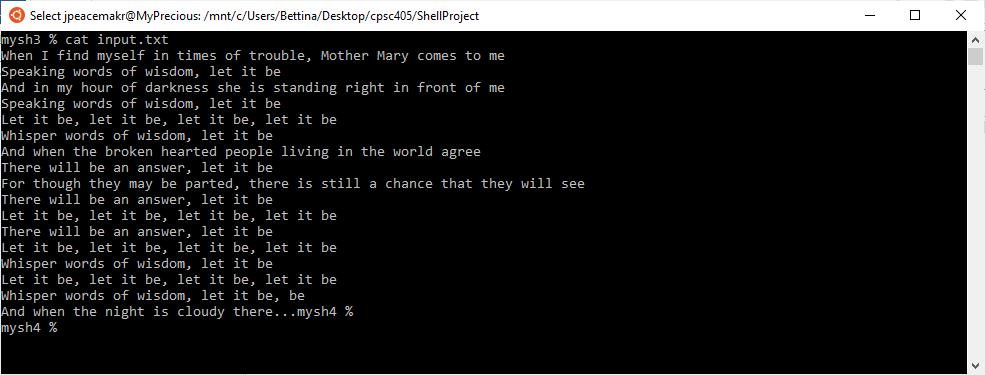 Select jpeacemakr@MyPrecious: /mnt/c/Users/Bettina/Desktop/cpsc405/ShellProject
mysh3 % cat input.txt
When I find myself in times of trouble, Mother Mary comes to me
Speaking words of wisdom, let it be
And in my hour of darkness she is standing right in front of me
Speaking words of wisdom, let it be
Let it be, let it be, let it be, let it be
Whisper words of wisdom, let it be
And when the broken hearted people living in the world agree
There will be an answer, let it be
For though they may be parted, there is still a chance that they will see
There will be an answer, let it be
Let it be, let it be, let it be, let it be
There will be an answer, let it be
Let it be, let it be, let it be, let it be
Whisper words of wisdom, let it be
Let it be, let it be, let it be, let it be
Whisper words of wisdom, let it be, be
And when the night is cloudy there...mysh4 %
mysh4 %